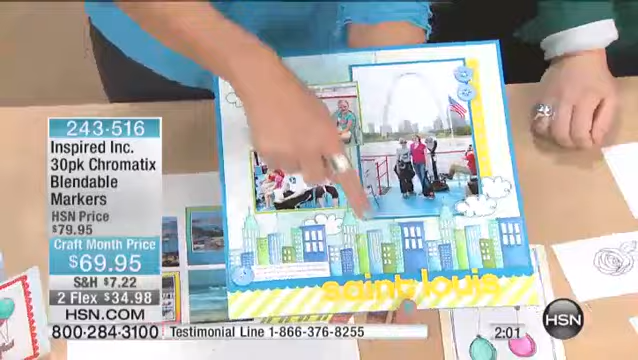 243-516
Inspired Inc.
30pk Chromatix
Blendable
Markers
HSN Price
$79.95
Craft Month Price
$69.95
S&H $7.22
2 Flex $34.98
HSN.COM
800-284-3100
Testimonial Line 1-866-376-8255
saint louis
2:01
HSN